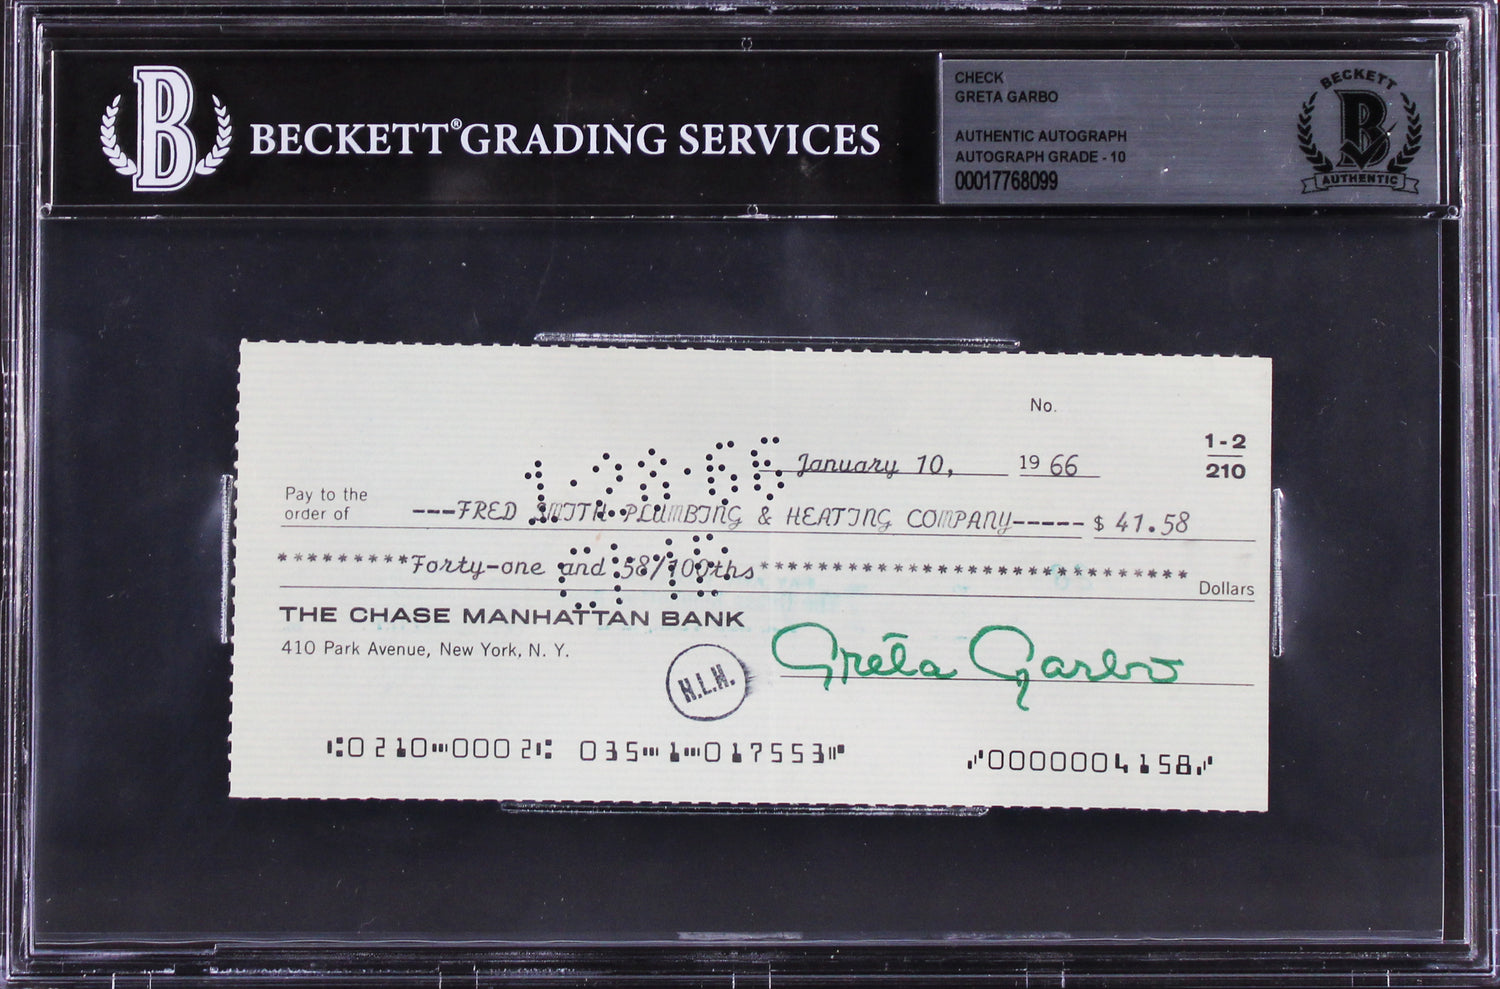 BECKETT® GRADING SERVICES
CHECK
GRETA GARBO
AUTHENTIC AUTOGRAPH
AUTOGRAPH GRADE - 10
00017768099
BECKETT
B
AUTHENTIC
No.
1-2
210
January 10, 19 66
1-28-66
Pay to the
order of ---FRED SMITH PLUMBING & HEATING COMPANY----- $ 41.58
*********Forty-one and 58/100ths**************************** Dollars
THE CHASE MANHATTAN BANK
410 Park Avenue, New York, N. Y.
Greta Garbo
⑆0210⑉0002⑆ 035⑉1⑉017553⑈ ⑇0000004158⑇